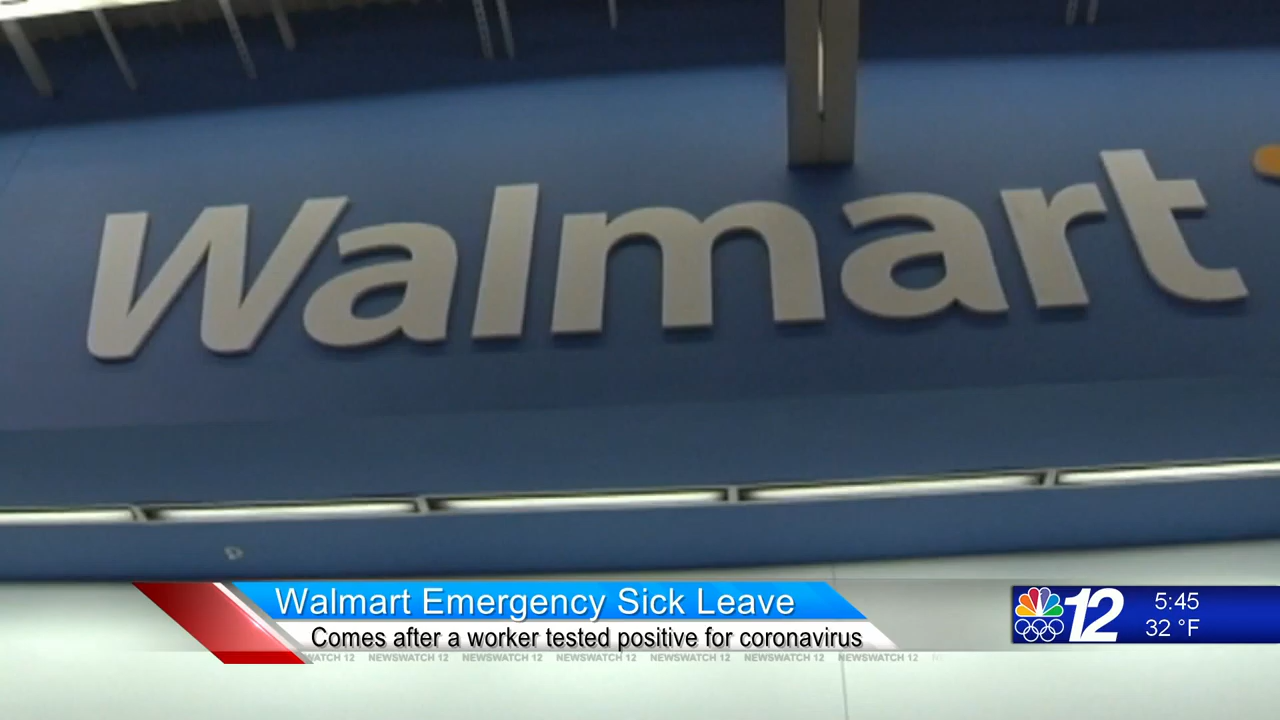 Walmart
Walmart Emergency Sick Leave
Comes after a worker tested positive for coronavirus
WATCH 12 NEWSWATCH 12 NEWSWATCH 12 NEWSWATCH 12 NEWSWATCH 12 NEWSWATCH 12 NEWSWATCH 12
12
5:45
32 °F